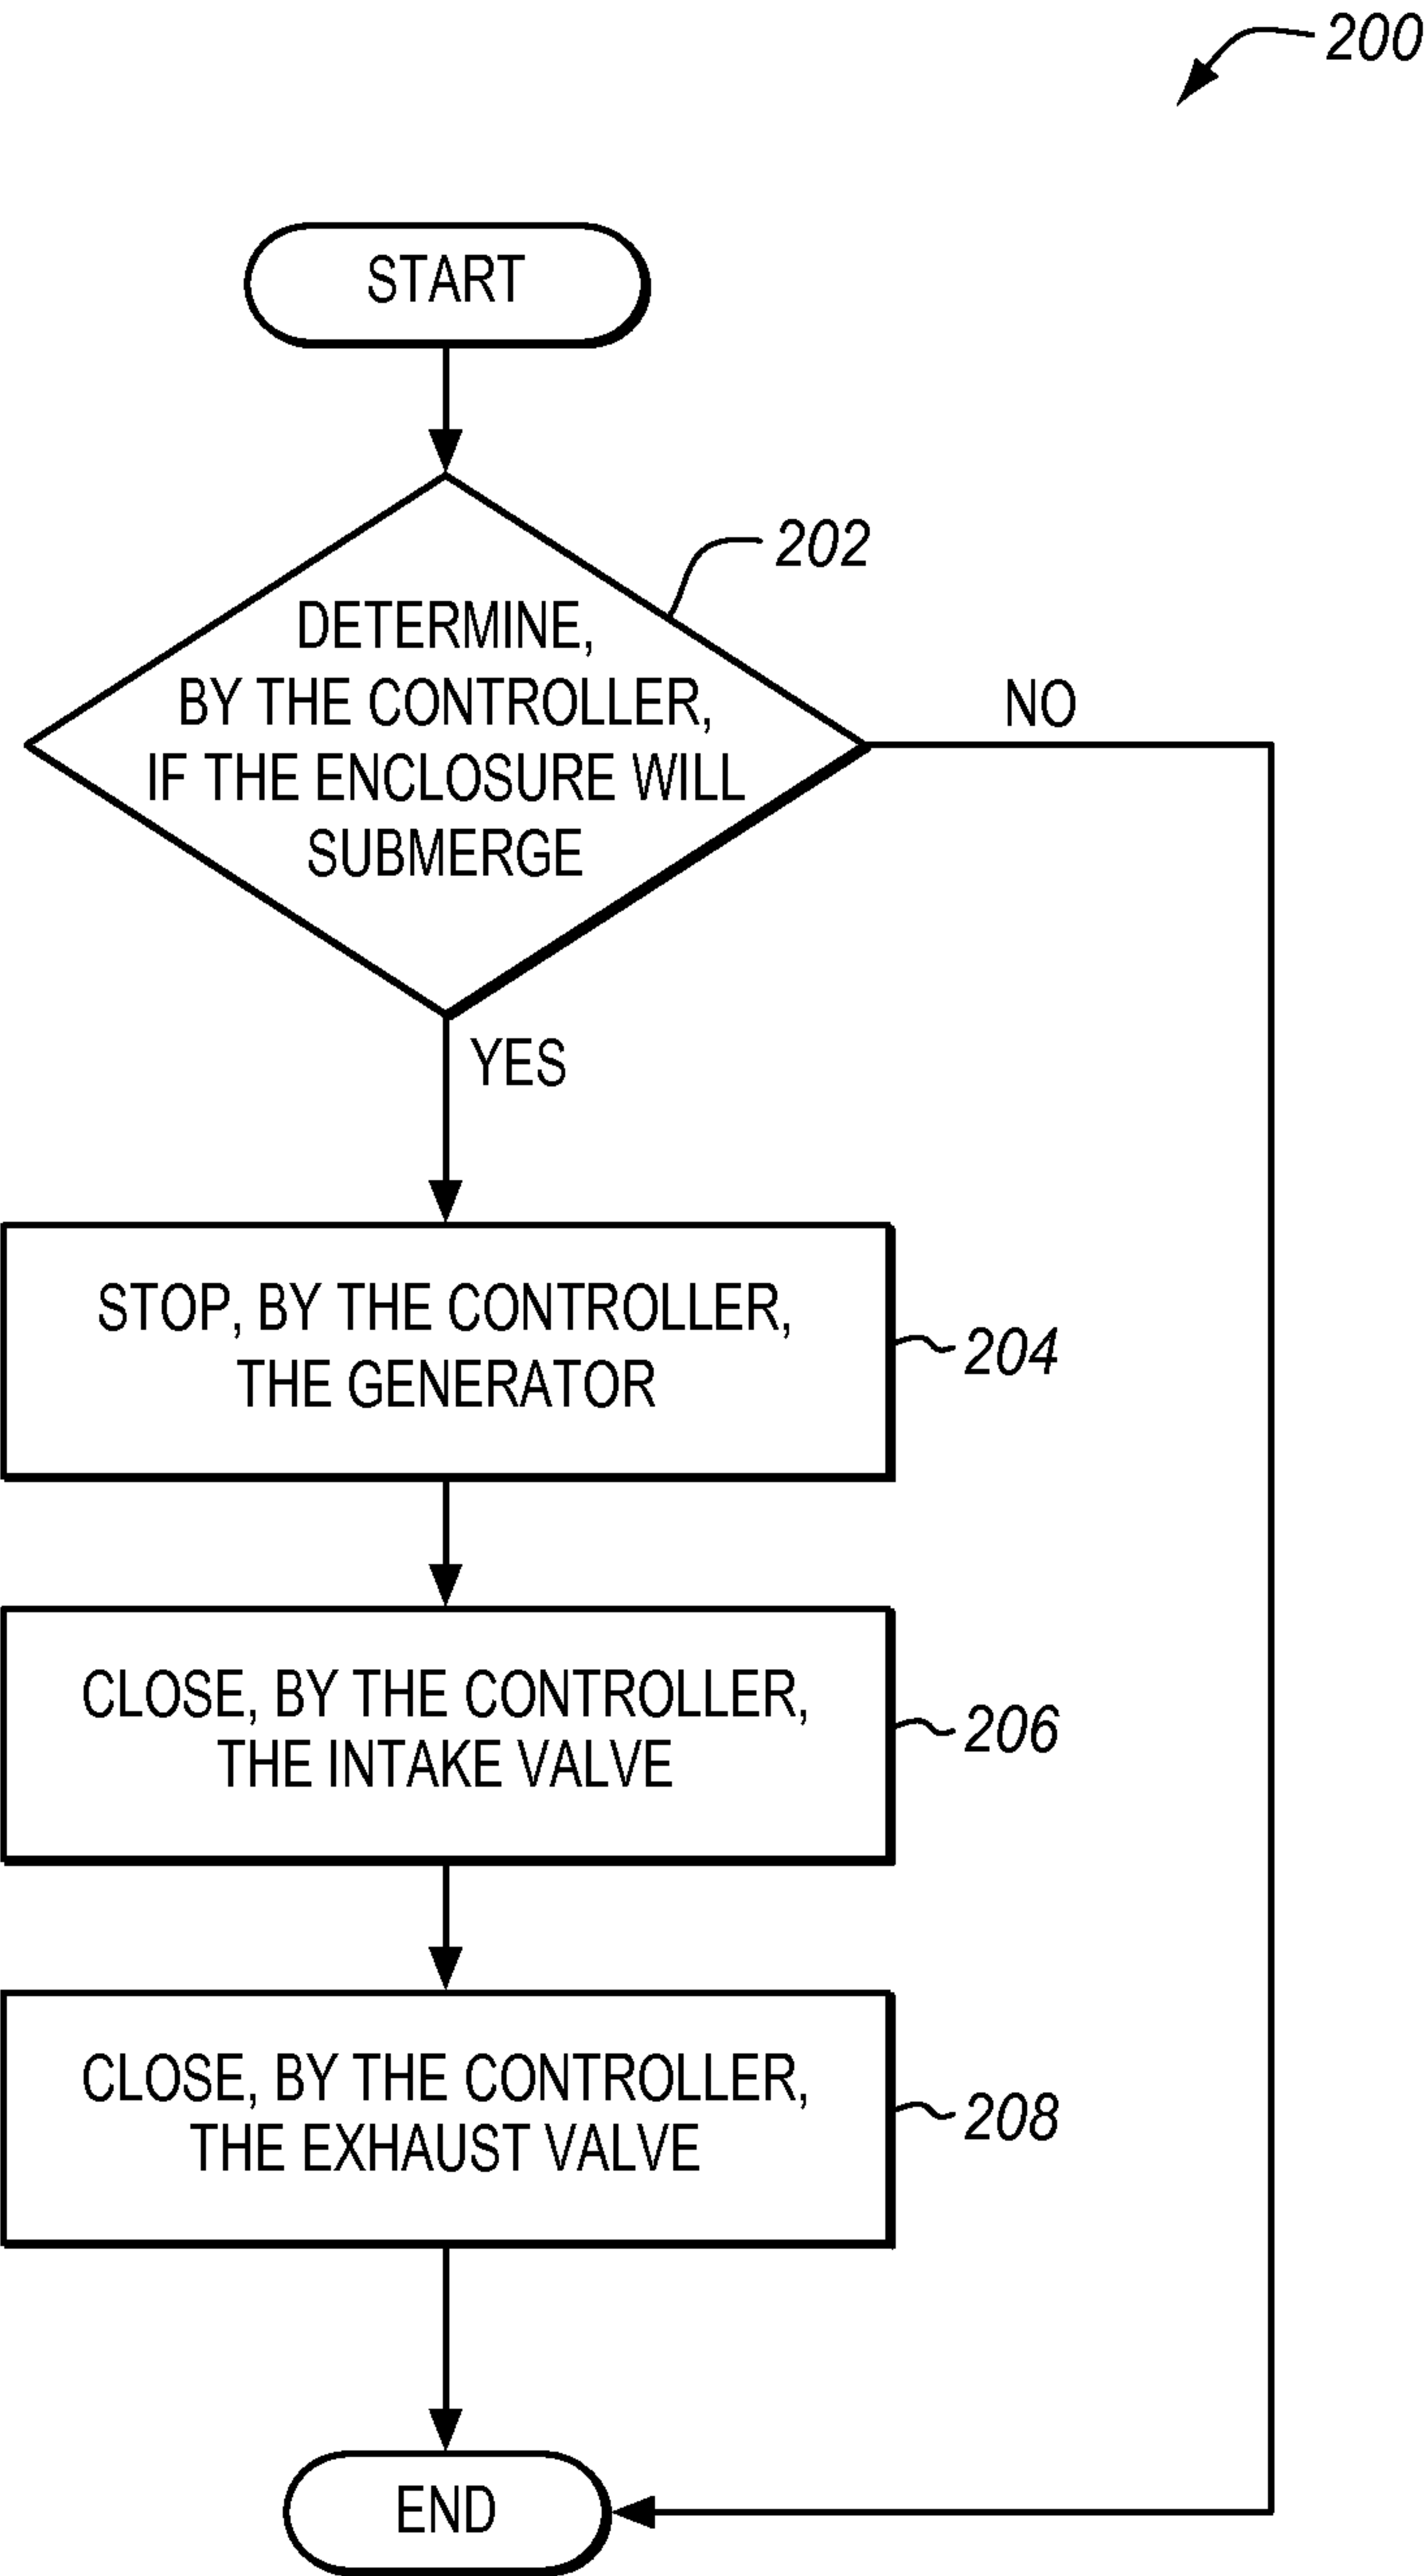 200
START
202
DETERMINE,
BY THE CONTROLLER,
IF THE ENCLOSURE WILL
SUBMERGE
NO
YES
STOP, BY THE CONTROLLER,
THE GENERATOR
204
CLOSE, BY THE CONTROLLER,
THE INTAKE VALVE
206
CLOSE, BY THE CONTROLLER,
THE EXHAUST VALVE
208
END